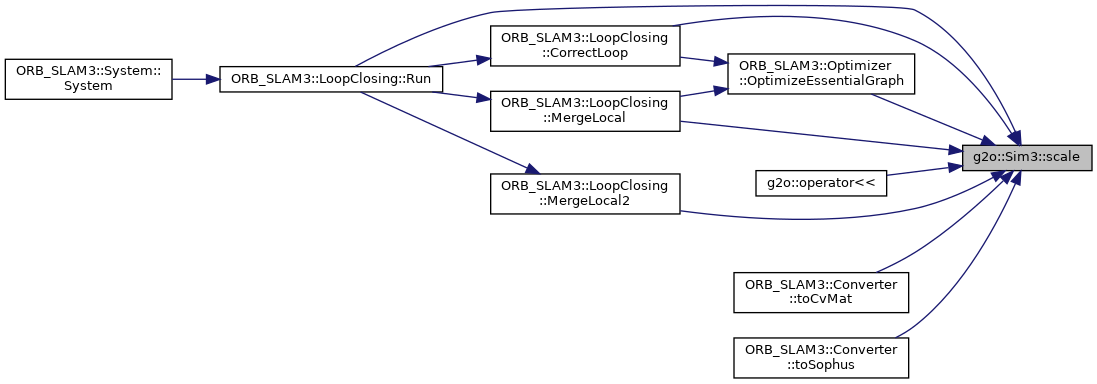 ORB_SLAM3::System::
System
ORB_SLAM3::LoopClosing::Run
ORB_SLAM3::LoopClosing
::CorrectLoop
ORB_SLAM3::LoopClosing
::MergeLocal
ORB_SLAM3::LoopClosing
::MergeLocal2
ORB_SLAM3::Optimizer
::OptimizeEssentialGraph
g2o::operator<<
ORB_SLAM3::Converter
::toCvMat
ORB_SLAM3::Converter
::toSophus
g2o::Sim3::scale